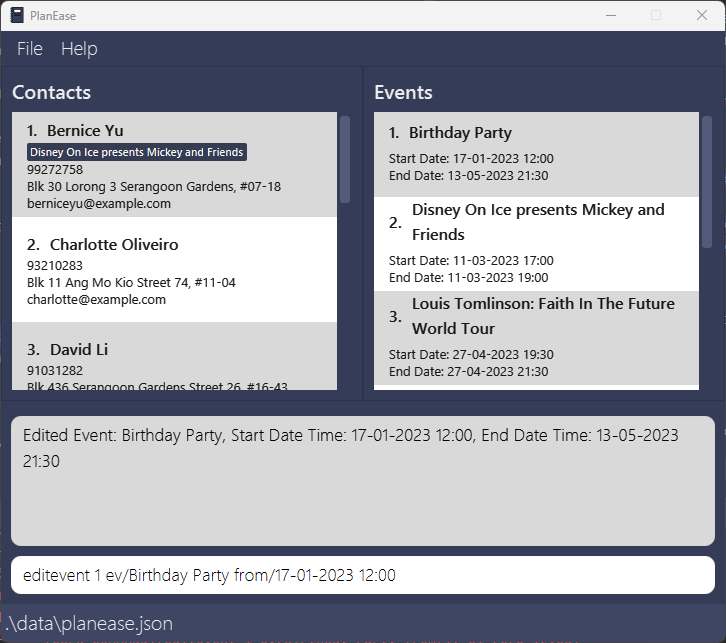 PlanEase
File Help
Contacts
1. Bernice Yu
Disney On Ice presents Mickey and Friends
99272758
Blk 30 Lorong 3 Serangoon Gardens, #07-18
berniceyu@example.com
2. Charlotte Oliveiro
93210283
Blk 11 Ang Mo Kio Street 74, #11-04
charlotte@example.com
3. David Li
91031282
Blk 436 Serangoon Gardens Street 26, #16-43
Events
1. Birthday Party
Start Date: 17-01-2023 12:00
End Date: 13-05-2023 21:30
2. Disney On Ice presents Mickey and
Friends
Start Date: 11-03-2023 17:00
End Date: 11-03-2023 19:00
3. Louis Tomlinson: Faith In The Future
World Tour
Start Date: 27-04-2023 19:30
End Date: 27-04-2023 21:30
Edited Event: Birthday Party, Start Date Time: 17-01-2023 12:00, End Date Time: 13-05-2023
21:30
editevent 1 ev/Birthday Party from/17-01-2023 12:00
.\data\planease.json